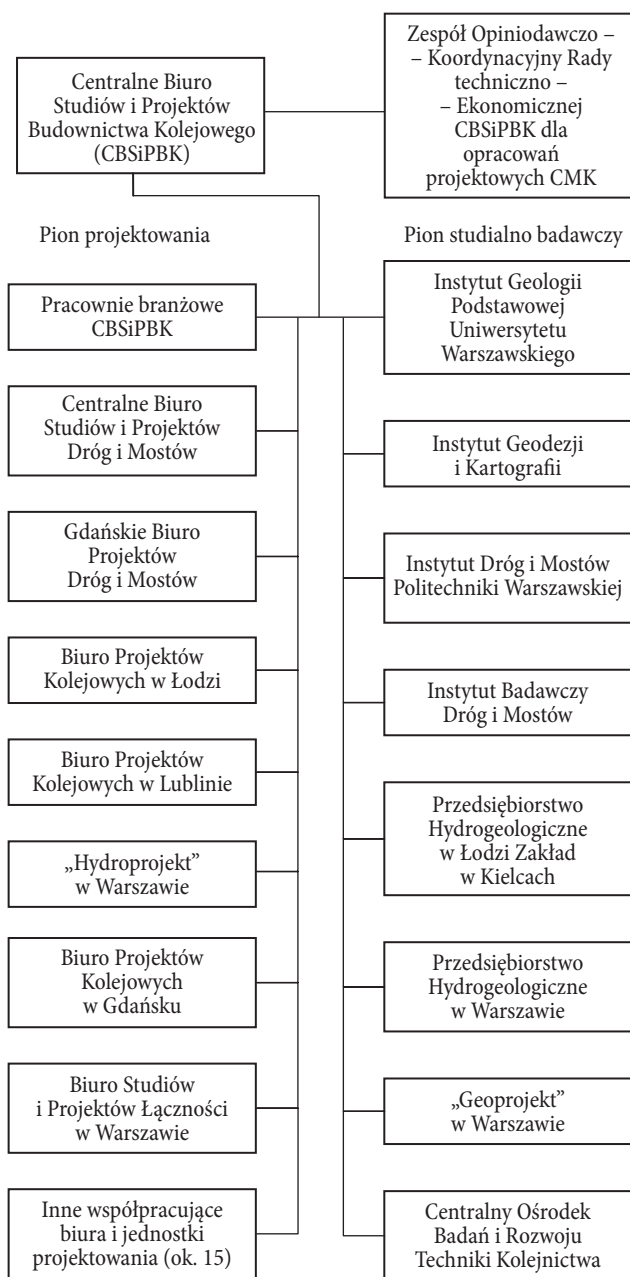 Centralne Biuro
Studiów i Projektów
Budownictwa Kolejowego
(CBSiPBK)
Zespół Opiniodawczo –
– Koordynacyjny Rady
techniczno –
– Ekonomicznej
CBSiPBK dla
opracowań
projektowych CMK
Pion projektowania
Pion studialno badawczy
Pracownie branżowe
CBSiPBK
Instytut Geologii
Podstawowej
Uniwersytetu
Warszawskiego
Centralne Biuro
Studiów i Projektów
Dróg i Mostów
Instytut Geodezji
i Kartografii
Gdańskie Biuro
Projektów
Dróg i Mostów
Instytut Dróg i Mostów
Politechniki Warszawskiej
Biuro Projektów
Kolejowych w Łodzi
Instytut Badawczy
Dróg i Mostów
Biuro Projektów
Kolejowych w Lublinie
Przedsiębiorstwo
Hydrogeologiczne
w Łodzi Zakład
w Kielcach
„Hydroprojekt”
w Warszawie
Biuro Projektów
Kolejowych
w Gdańsku
Przedsiębiorstwo
Hydrogeologiczne
w Warszawie
Biuro Studiów
i Projektów Łączności
w Warszawie
„Geoprojekt”
w Warszawie
Inne współpracujące
biura i jednostki
projektowania (ok. 15)
Centralny Ośrodek
Badań i Rozwoju
Techniki Kolejnictwa